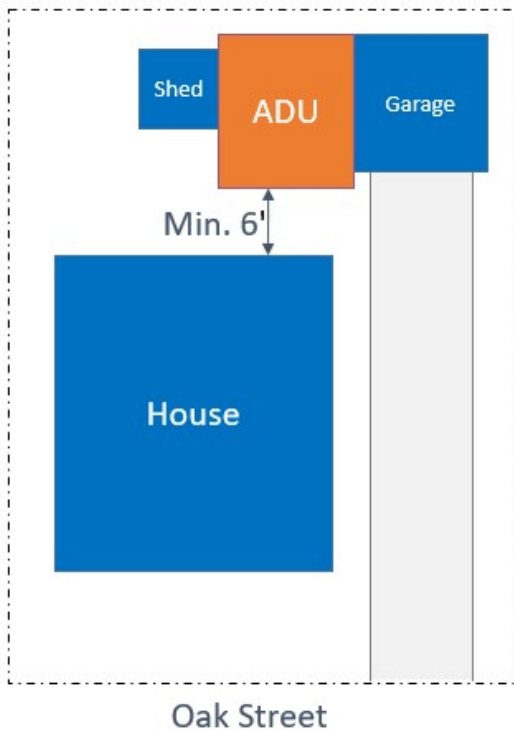 Shed
ADU
Garage
Min. 6'
House
Oak Street